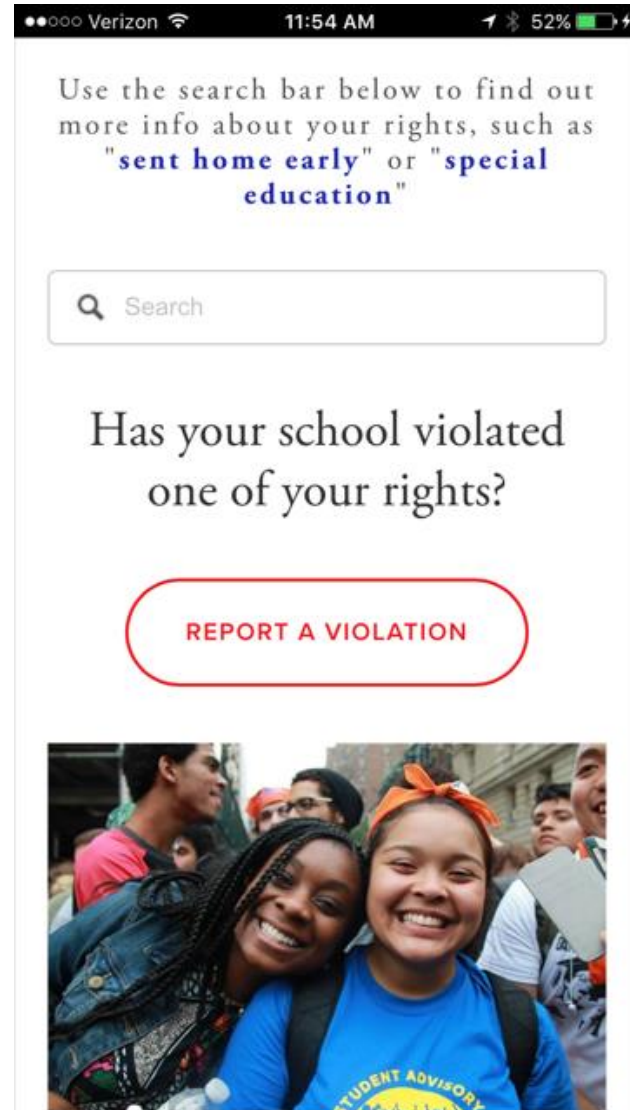 Verizon 11:54 AM 52%
Use the search bar below to find out
more info about your rights, such as
"sent home early" or "special
education"
Search
Has your school violated
one of your rights?
REPORT A VIOLATION
STUDENT ADVISORY